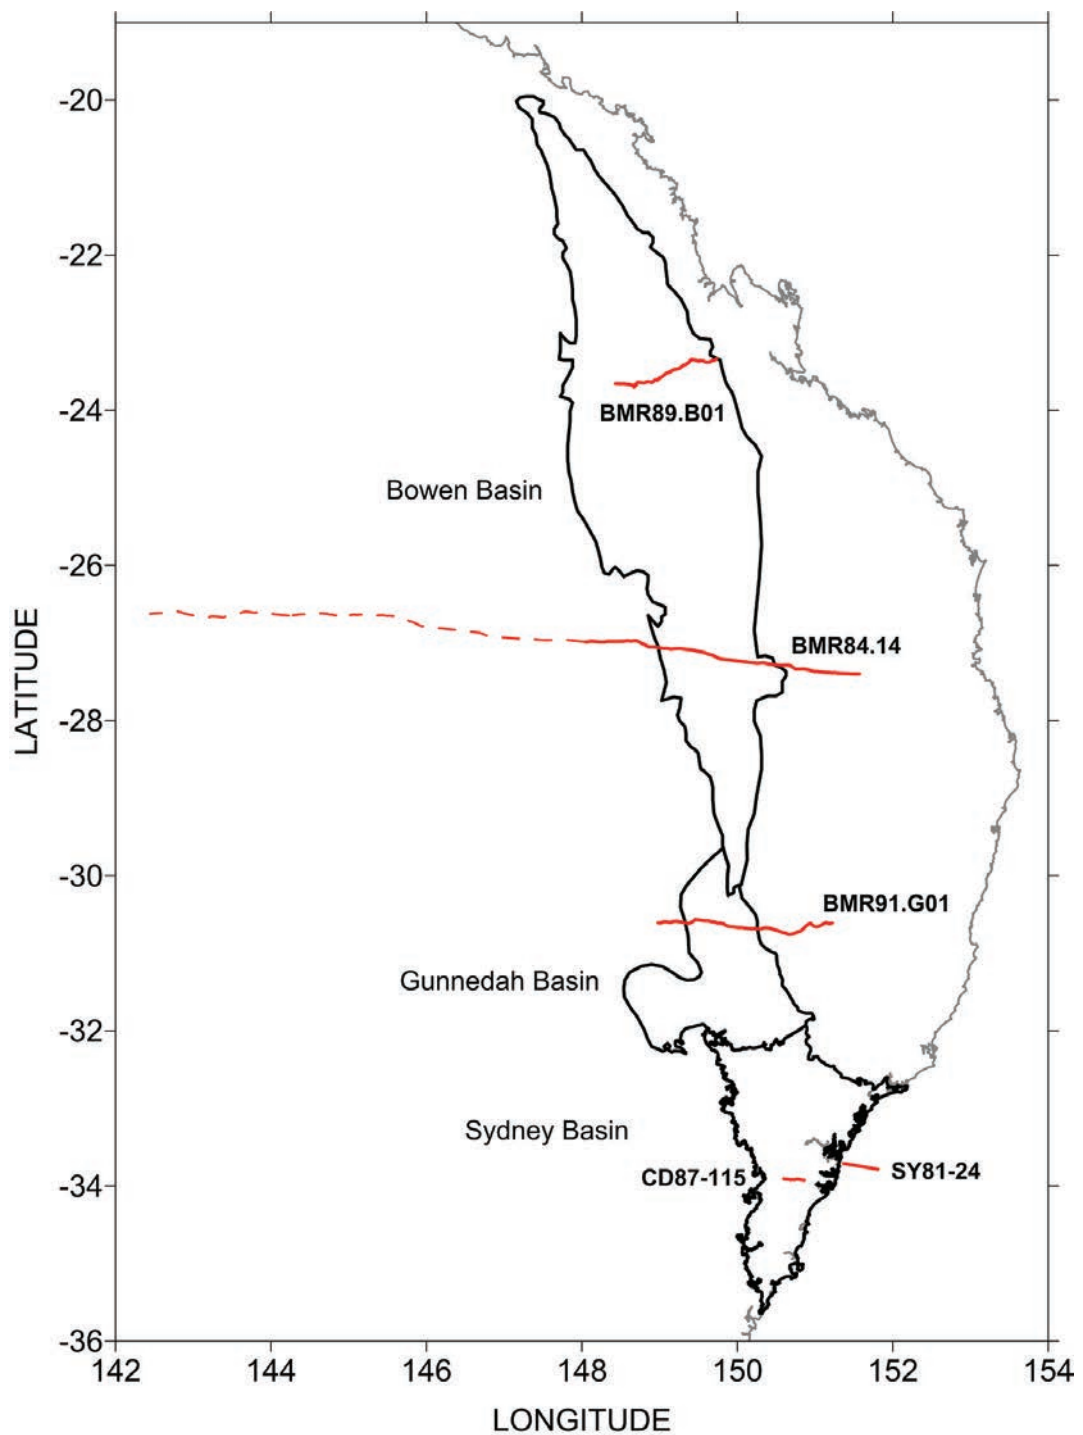 -20
-22
BMR89.B01
-24
Bowen Basin
-26
BMR84.14
LATITUDE
-28
-30
BMR91.G01
Gunnedah Basin
-32
Sydney Basin
CD87-115
SY81-24
-34
-36
142 144 146 148 150 152 154
LONGITUDE